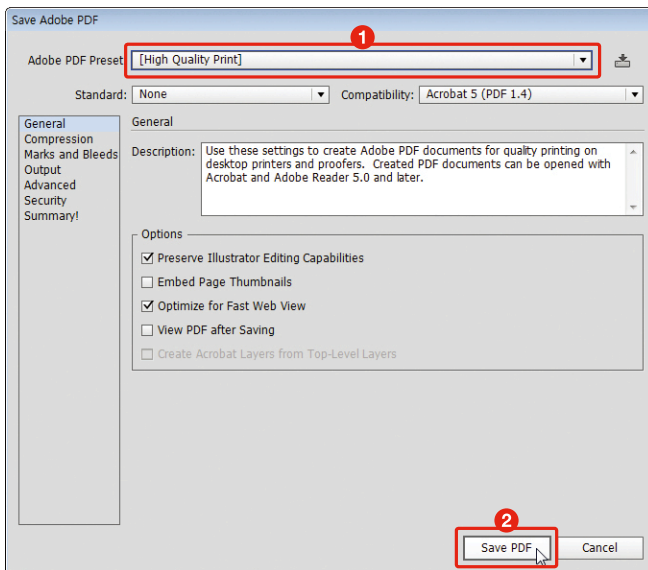 Save Adobe PDF
1
Adobe PDF Preset [High Quality Print]
Standard: None Compatibility: Acrobat 5 (PDF 1.4)
General
Compression
Marks and Bleeds
Output
Advanced
Security
Summary!
General
Description: Use these settings to create Adobe PDF documents for quality printing on
desktop printers and proofers. Created PDF documents can be opened with
Acrobat and Adobe Reader 5.0 and later.
Options
Preserve Illustrator Editing Capabilities
Embed Page Thumbnails
Optimize for Fast Web View
View PDF after Saving
Create Acrobat Layers from Top-Level Layers
2
Save PDF Cancel